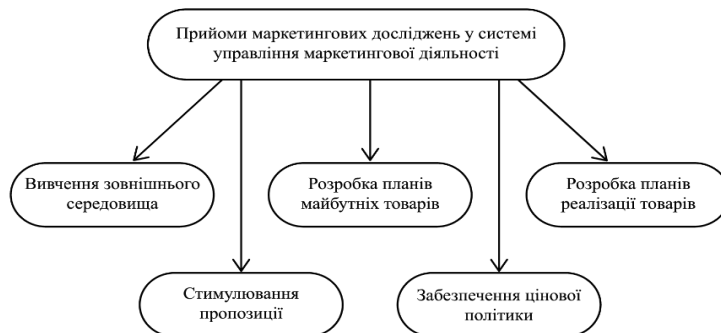 Прийоми маркетингових досліджень у системі
управління маркетингової діяльності
Вивчення зовнішнього
середовища
Розробка планів
майбутніх товарів
Розробка планів
реалізації товарів
Стимулювання
пропозиції
Забезпечення цінової
політики